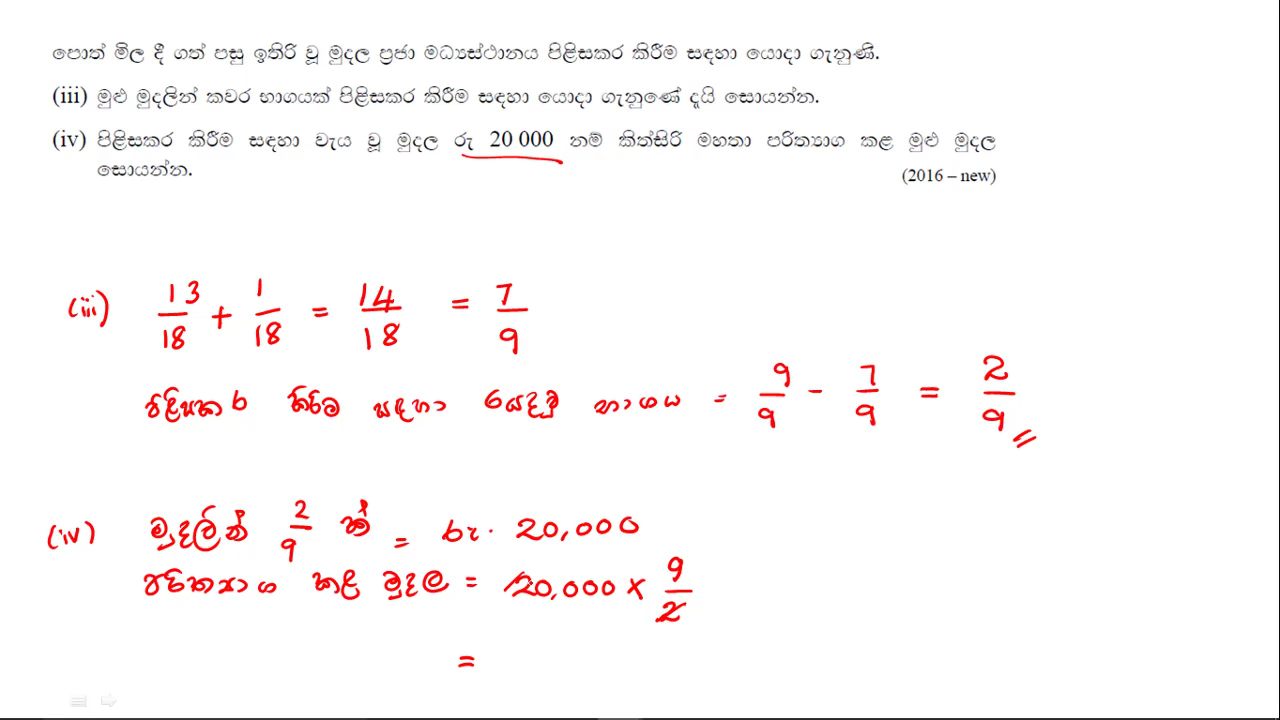 පොත් මිල දී ගත් පසු ඉතිරි වූ මුදල ප්‍රජා මධ්‍යස්ථානය පිළිසකර කිරීම සඳහා යොදා ගැනුණි.
(iii) මුළු මුදලින් කවර භාගයක් පිළිසකර කිරීම සඳහා යොදා ගැනුණේ දැයි සොයන්න.
(iv) පිළිසකර කිරීම සඳහා වැය වූ මුදල රු 20 000 නම් කිත්සිරි මහතා පරිත්‍යාග කළ මුළු මුදල
සොයන්න. (2016 – new)
(iii) 13/18 + 1/18 = 14/18 = 7/9
පිළිසකර කිරීම සඳහා යෙදවූ භාගය = 9/9 - 7/9 = 2/9
(iv) මුදලින් 2/9 ක් = රු. 20,000
පරිත්‍යාග කළ මුදල = 20,000 × 9/2
=